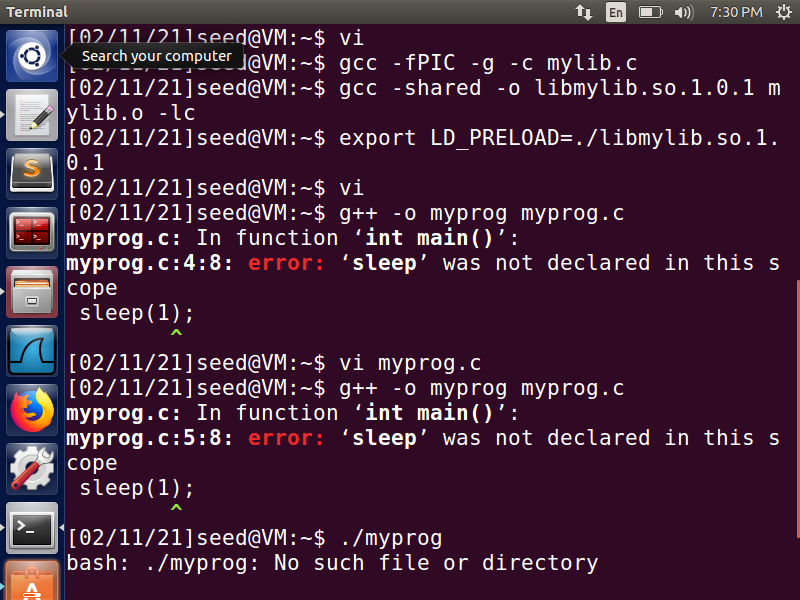 Terminal
En
7:30 PM
Search your computer
[02/11/21]seed@VM:~$ vi
[02/11/21]seed@VM:~$ gcc -fPIC -g -c mylib.c
[02/11/21]seed@VM:~$ gcc -shared -o libmylib.so.1.0.1 m
ylib.o -lc
[02/11/21]seed@VM:~$ export LD_PRELOAD=./libmylib.so.1.
0.1
[02/11/21]seed@VM:~$ vi
[02/11/21]seed@VM:~$ g++ -o myprog myprog.c
myprog.c: In function ‘int main()’:
myprog.c:4:8: error: ‘sleep’ was not declared in this s
cope
 sleep(1);
        ^
[02/11/21]seed@VM:~$ vi myprog.c
[02/11/21]seed@VM:~$ g++ -o myprog myprog.c
myprog.c: In function ‘int main()’:
myprog.c:5:8: error: ‘sleep’ was not declared in this s
cope
 sleep(1);
        ^
[02/11/21]seed@VM:~$ ./myprog
bash: ./myprog: No such file or directory